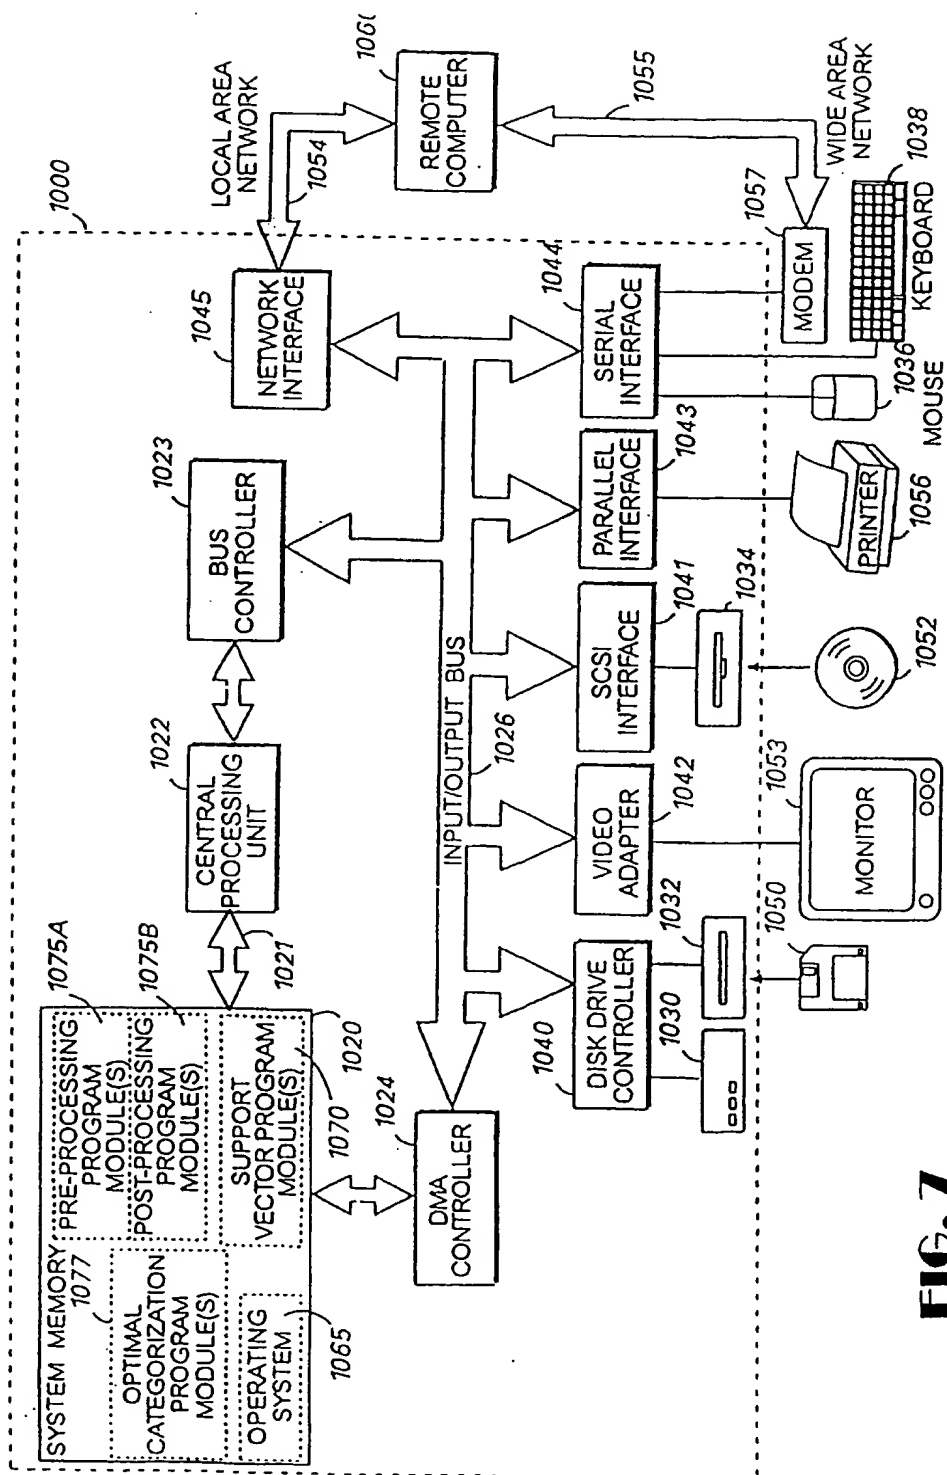 1000
SYSTEM MEMORY
1077
OPTIMAL
CATEGORIZATION
PROGRAM
MODULE(S)
OPERATING
SYSTEM
1065
PRE-PROCESSING
PROGRAM
MODULE(S)
1075A
POST-PROCESSING
PROGRAM
MODULE(S)
1075B
SUPPORT
VECTOR PROGRAM
MODULE(S)
1070
1020
1021
CENTRAL
PROCESSING
UNIT
1022
BUS
CONTROLLER
1023
NETWORK
INTERFACE
1045
LOCAL AREA
NETWORK
1054
REMOTE
COMPUTER
1055
WIDE AREA
NETWORK
DMA
CONTROLLER
1024
INPUT/OUTPUT BUS
1026
DISK DRIVE
CONTROLLER
1040
VIDEO
ADAPTER
1042
SCSI
INTERFACE
1041
PARALLEL
INTERFACE
1043
SERIAL
INTERFACE
1044
MODEM
1057
1030
1032
1034
1050
MONITOR
1053
1052
PRINTER
1056
MOUSE
1036
KEYBOARD
1038
FIG. 7